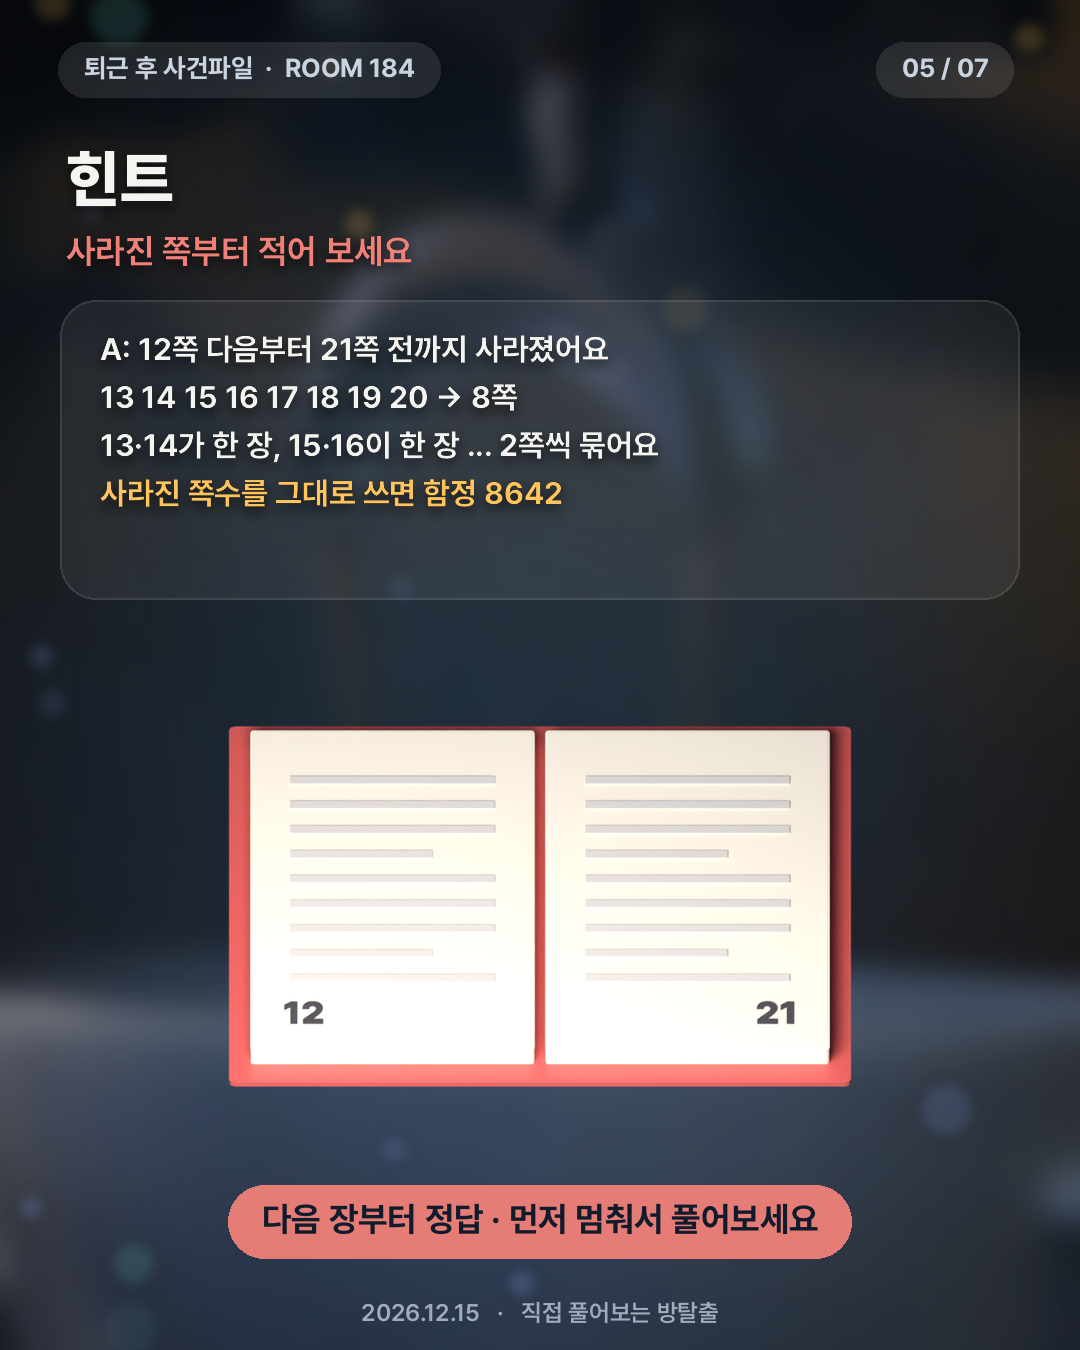 퇴근 후 사건파일 · ROOM 184
05 / 07
힌트
사라진 쪽부터 적어 보세요
A: 12쪽 다음부터 21쪽 전까지 사라졌어요
13 14 15 16 17 18 19 20 → 8쪽
13·14가 한 장, 15·16이 한 장 ... 2쪽씩 묶어요
사라진 쪽수를 그대로 쓰면 함정 8642
12
21
다음 장부터 정답 · 먼저 멈춰서 풀어보세요
2026.12.15 · 직접 풀어보는 방탈출